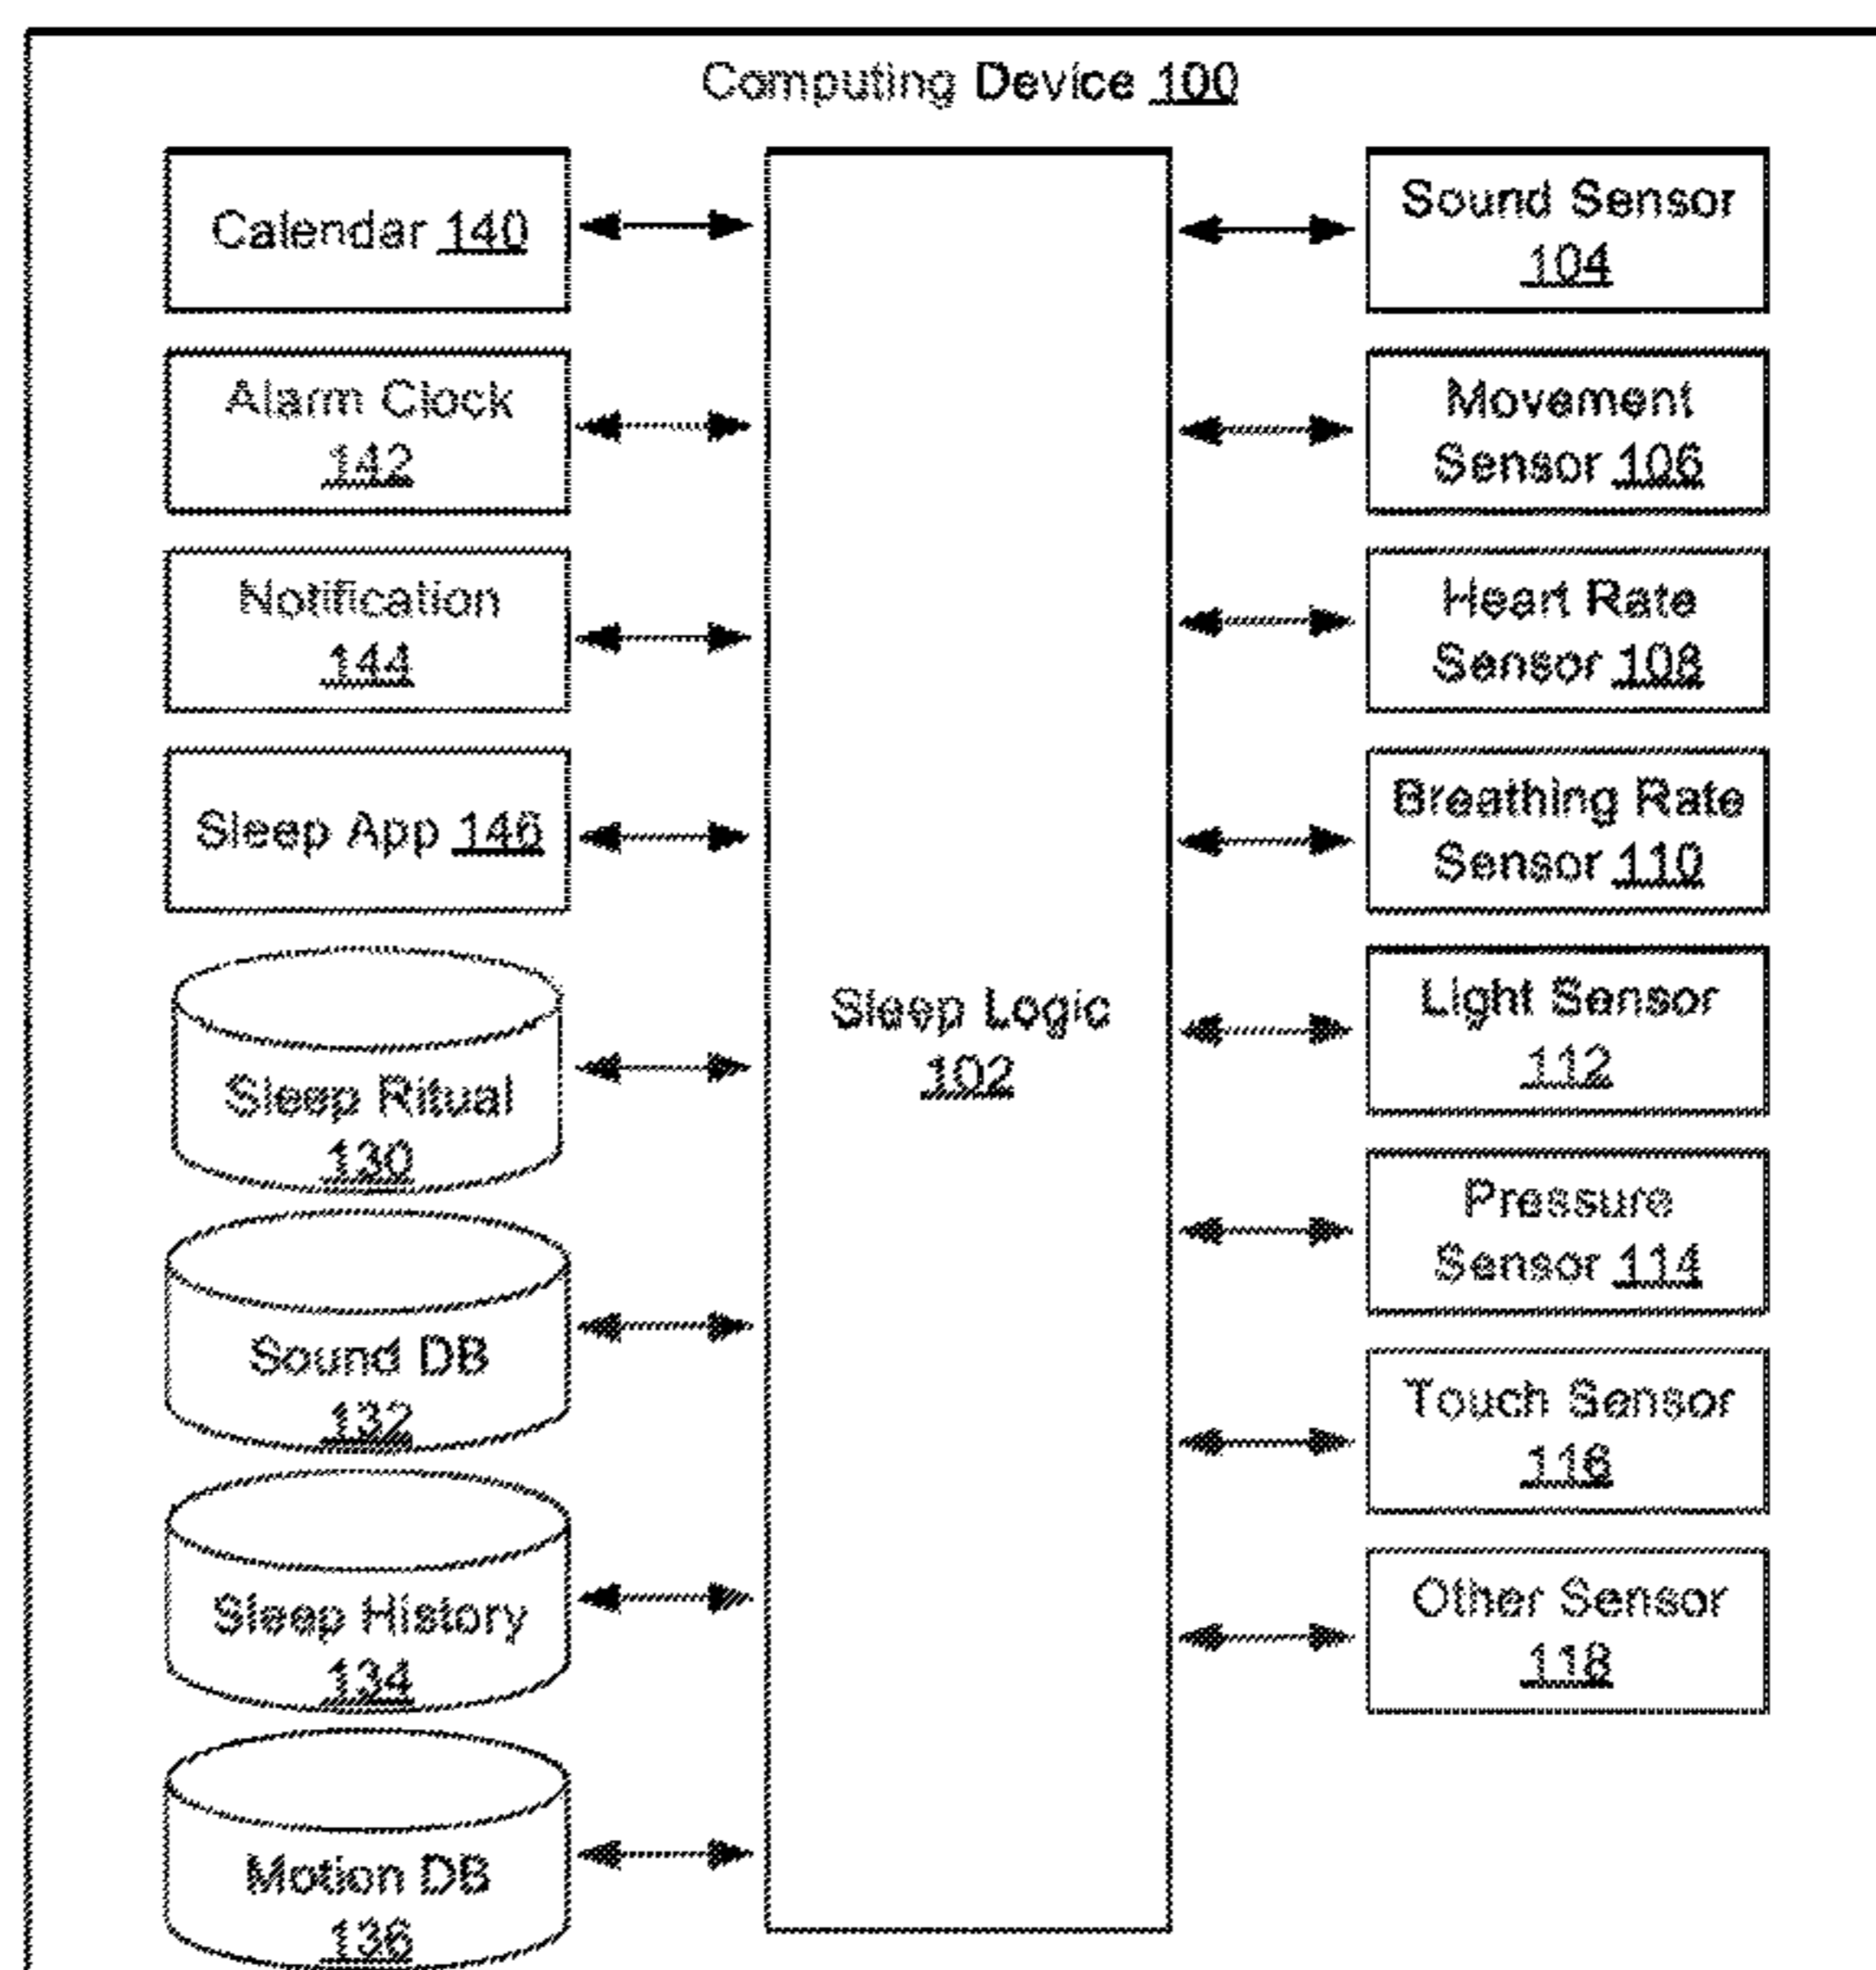 Computing Device 100
Calendar 140
Alarm Clock
142
Notification
144
Sleep App 146
Sleep Ritual
130
Sound DB
132
Sleep History
134
Motion DB
136
Sleep Logic
102
Sound Sensor
104
Movement
Sensor 106
Heart Rate
Sensor 108
Breathing Rate
Sensor 110
Light Sensor
112
Pressure
Sensor 114
Touch Sensor
116
Other Sensor
118